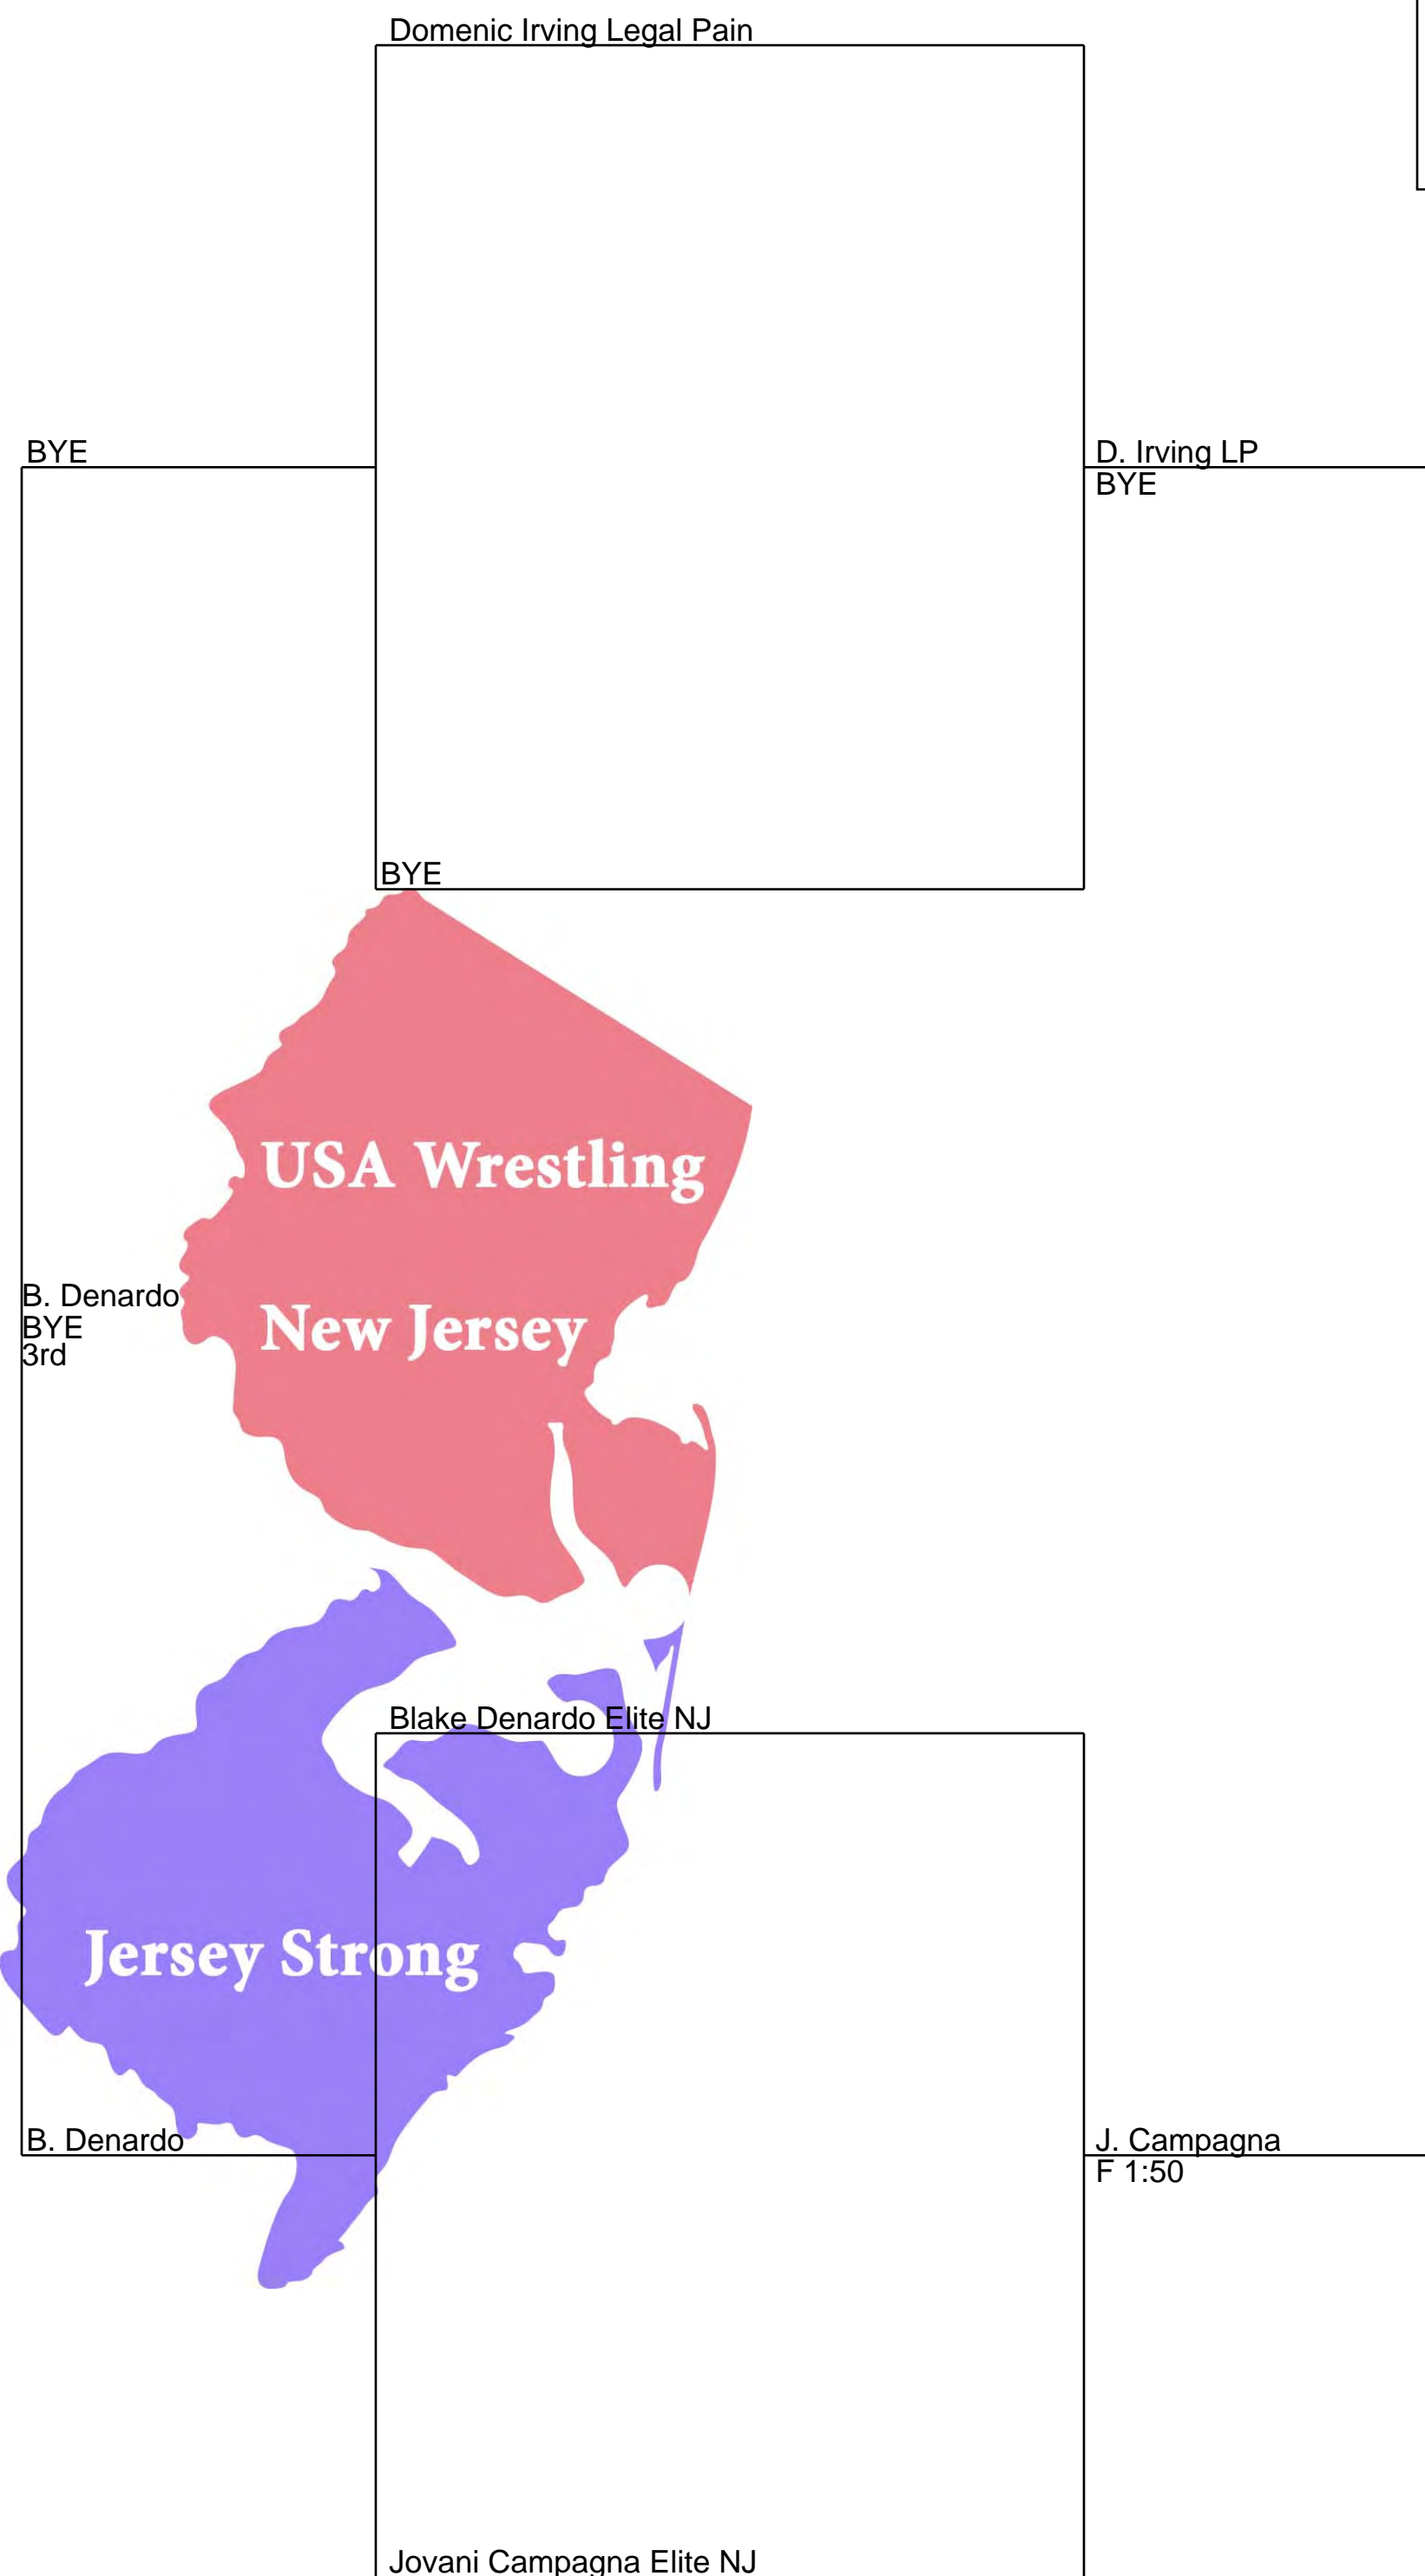 Domenic Irving Legal Pain
BYE
D. Irving LP
BYE
BYE
USA Wrestling
New Jersey
B. Denardo
BYE
3rd
Blake Denardo Elite NJ
Jersey Strong
B. Denardo
J. Campagna
F 1:50
Jovani Campagna Elite NJ